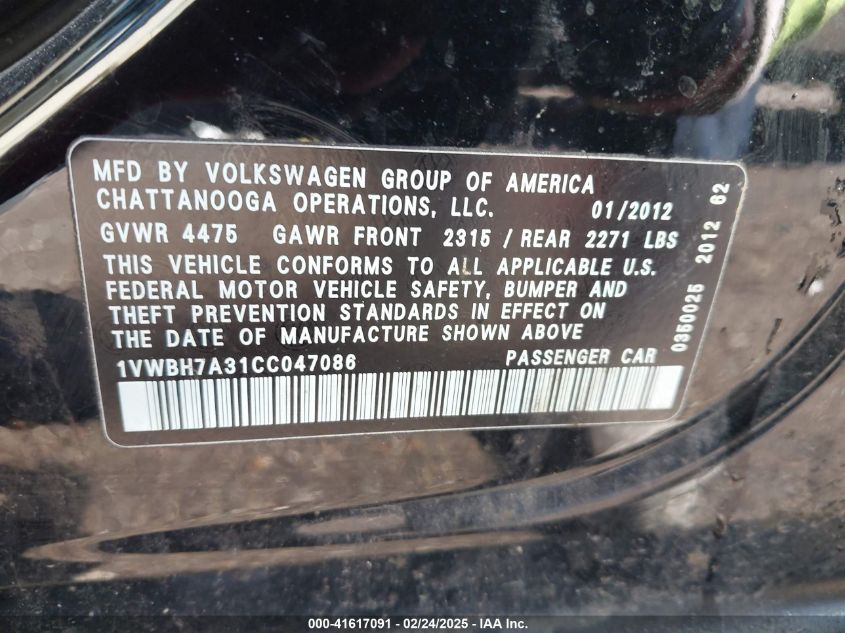 MFD BY VOLKSWAGEN GROUP OF AMERICA
CHATTANOOGA OPERATIONS, LLC. 01/2012
GVWR 4475 GAWR FRONT 2315 / REAR 2271 LBS
THIS VEHICLE CONFORMS TO ALL APPLICABLE U.S.
FEDERAL MOTOR VEHICLE SAFETY, BUMPER AND
THEFT PREVENTION STANDARDS IN EFFECT ON
THE DATE OF MANUFACTURE SHOWN ABOVE
1VWBH7A31CC047086 PASSENGER CAR
0350025 2012 62
000-41617091 - 02/24/2025 - IAA Inc.